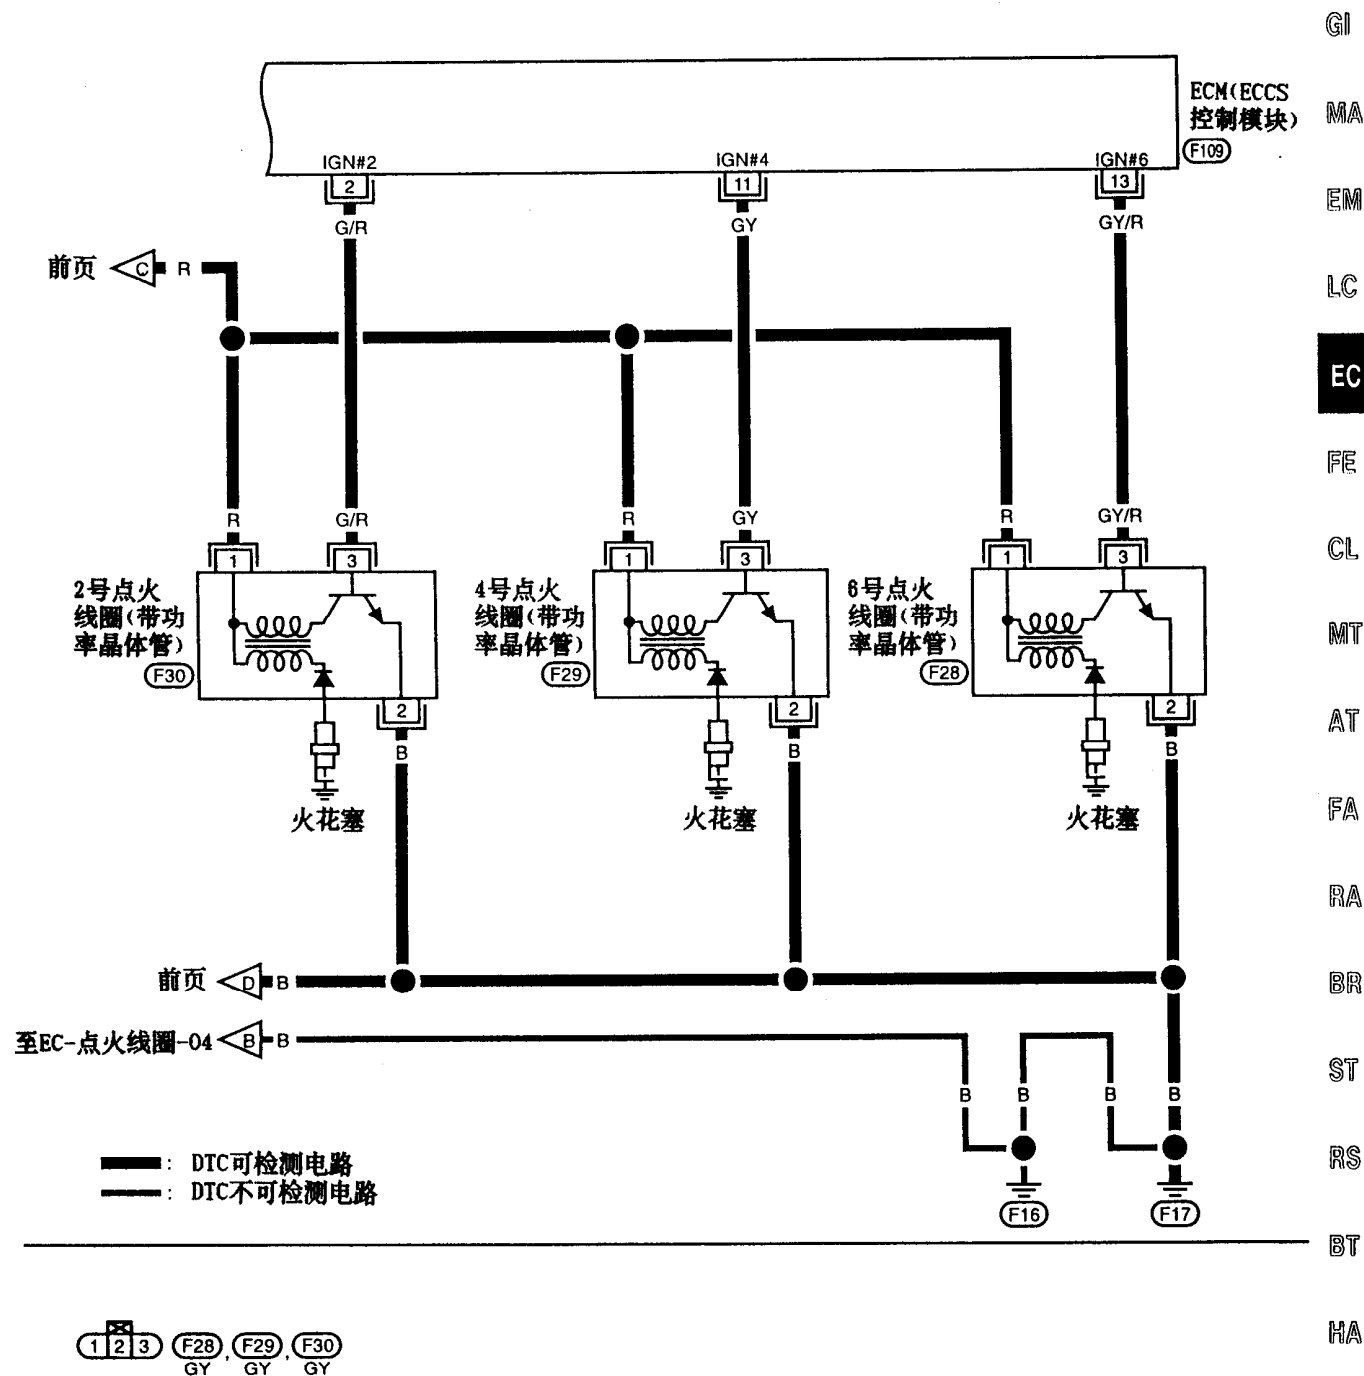 GI
ECM(ECCS
控制模块)
F109
MA
IGN#2
IGN#4
IGN#6
2
11
13
G/R
GY
GY/R
EM
前页 C R
LC
EC
FE
R
G/R
R
GY
R
GY/R
1
3
1
3
1
3
CL
2号点火
线圈(带功
率晶体管)
F30
4号点火
线圈(带功
率晶体管)
F29
6号点火
线圈(带功
率晶体管)
F28
MT
2
2
2
AT
B
B
B
火花塞
火花塞
火花塞
FA
RA
前页 D B
BR
至EC-点火线圈-04 B B
ST
B
B
B
B
: DTC可检测电路
: DTC不可检测电路
RS
F16
F17
BT
1 2 3
F28 , F29 , F30
GY GY GY
HA